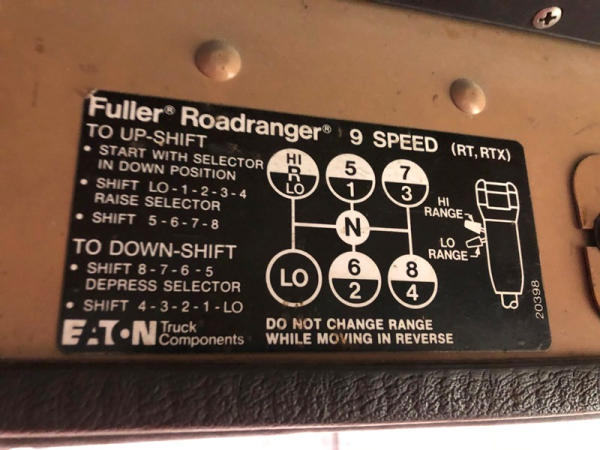 Fuller® Roadranger® 9 SPEED (RT, RTX)
TO UP-SHIFT
• START WITH SELECTOR
IN DOWN POSITION
• SHIFT LO-1-2-3-4
RAISE SELECTOR
• SHIFT 5-6-7-8
TO DOWN-SHIFT
• SHIFT 8-7-6-5
DEPRESS SELECTOR
• SHIFT 4-3-2-1-LO
EATON Truck
Components
HI
R
LO
5
1
7
3
N
LO
6
2
8
4
HI
RANGE
LO
RANGE
DO NOT CHANGE RANGE
WHILE MOVING IN REVERSE
20398